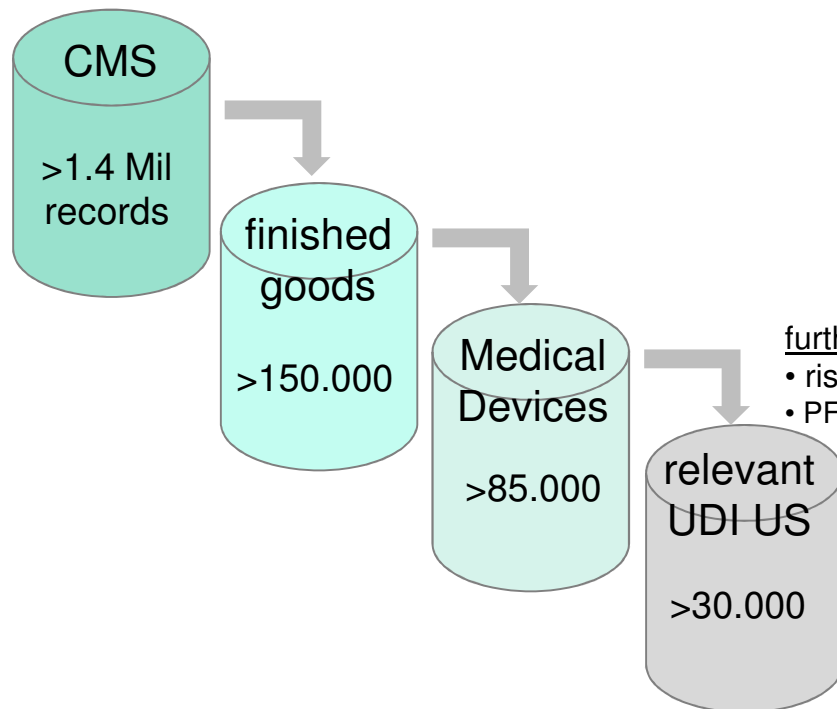 CMS
>1.4 Mil
records
finished
goods
>150.000
Medical
Devices
>85.000
relevant
UDI US
>30.000